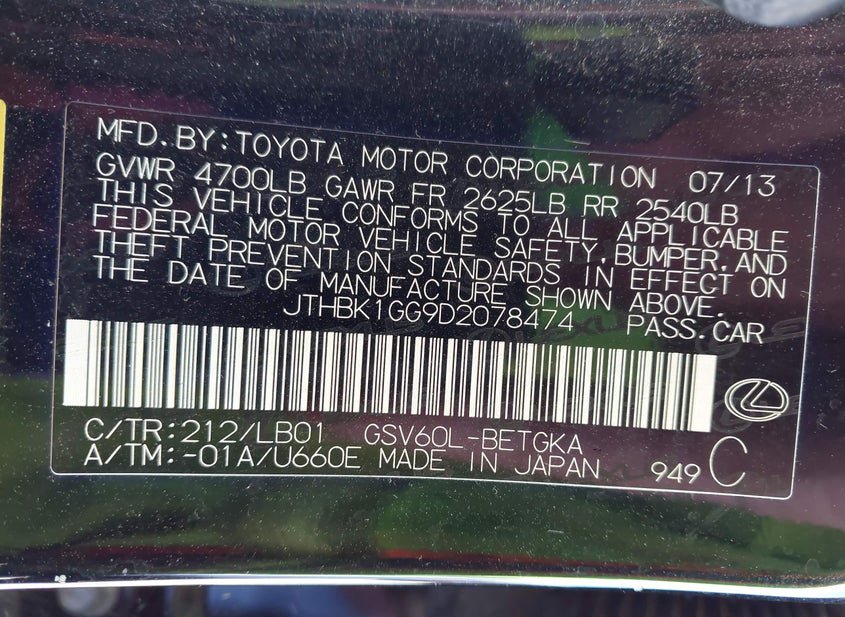 MFD.BY:TOYOTA MOTOR CORPORATION 07/13
GVWR 4700LB GAWR FR 2625LB RR 2540LB
THIS VEHICLE CONFORMS TO ALL APPLICABLE
FEDERAL MOTOR VEHICLE SAFETY,BUMPER,AND
THEFT PREVENTION STANDARDS IN EFFECT ON
THE DATE OF MANUFACTURE SHOWN ABOVE.
JTHBK1GG9D2078474 PASS.CAR
C/TR:212/LB01 GSV60L-BETGKA
A/TM:-01A/U660E MADE IN JAPAN 949 C